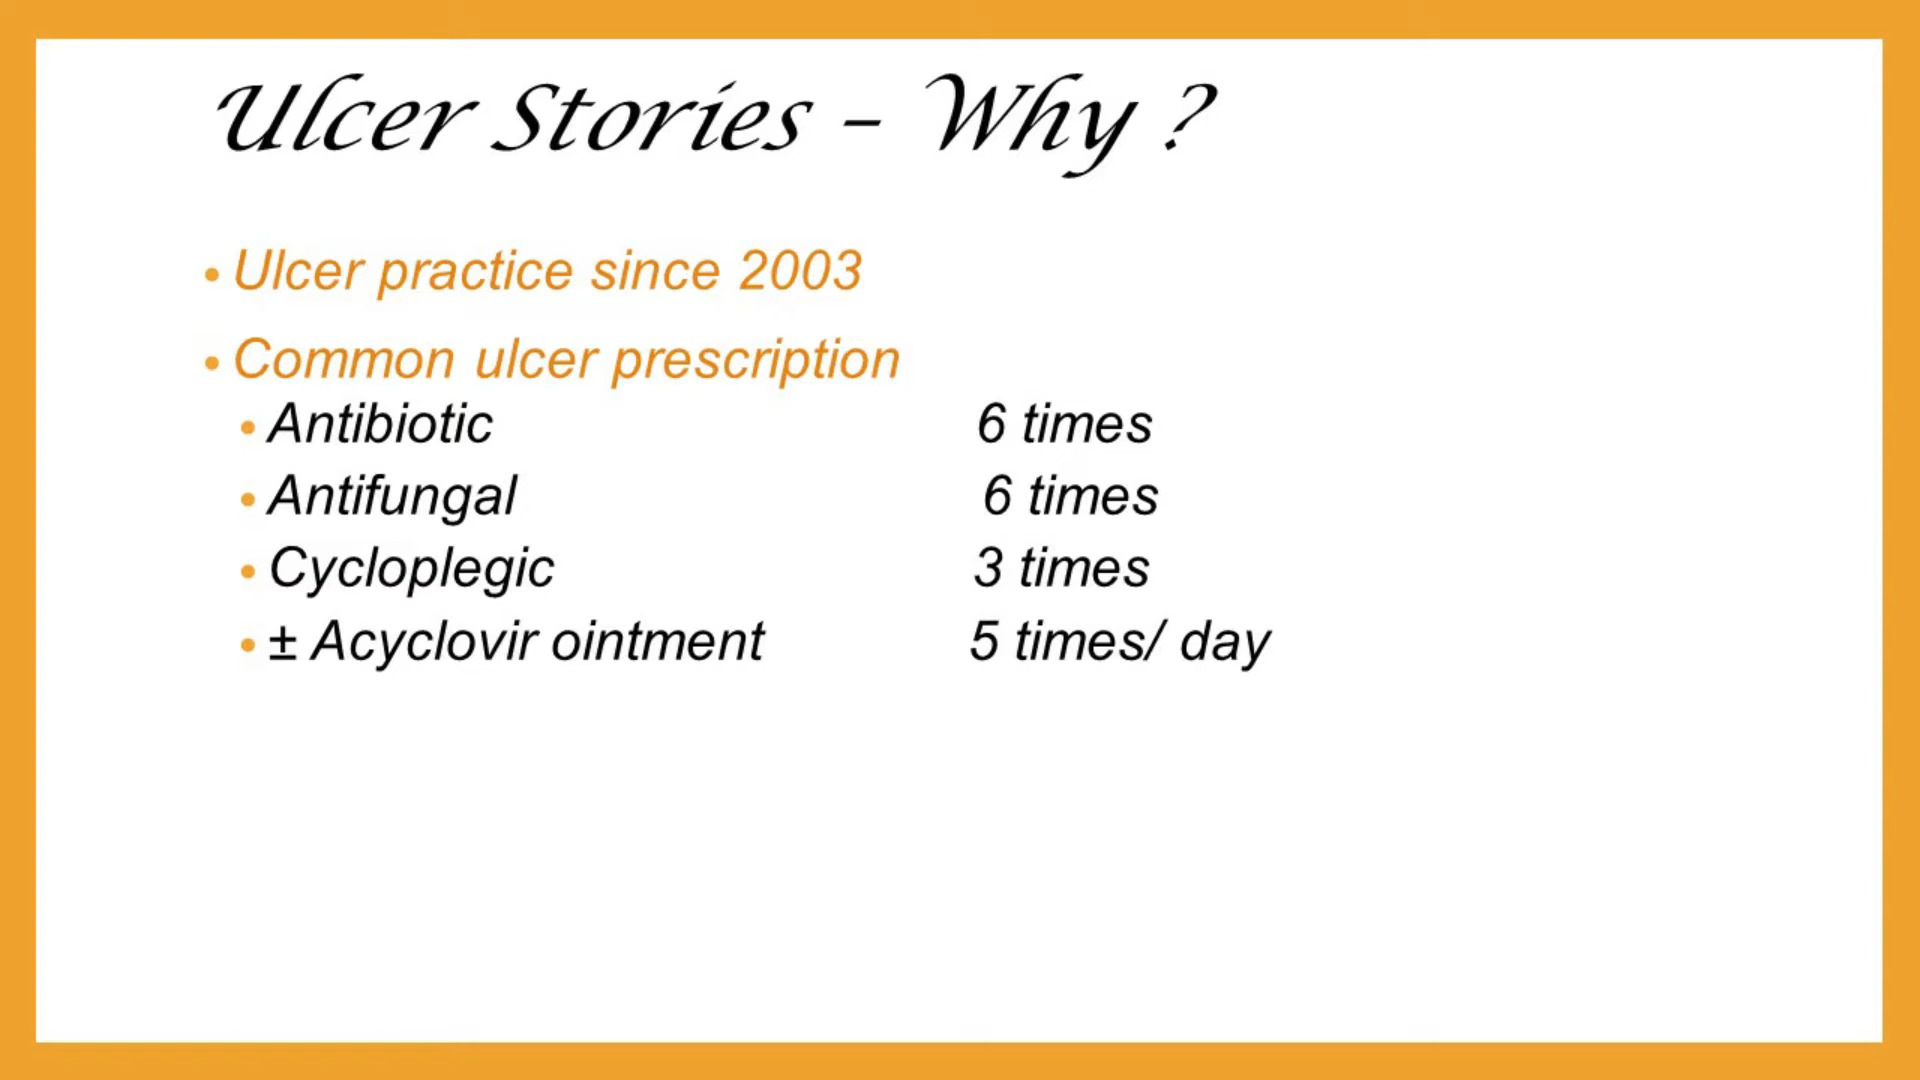 Ulcer Stories – Why ?
• Ulcer practice since 2003
• Common ulcer prescription
• Antibiotic 6 times
• Antifungal 6 times
• Cycloplegic 3 times
• ± Acyclovir ointment 5 times/ day